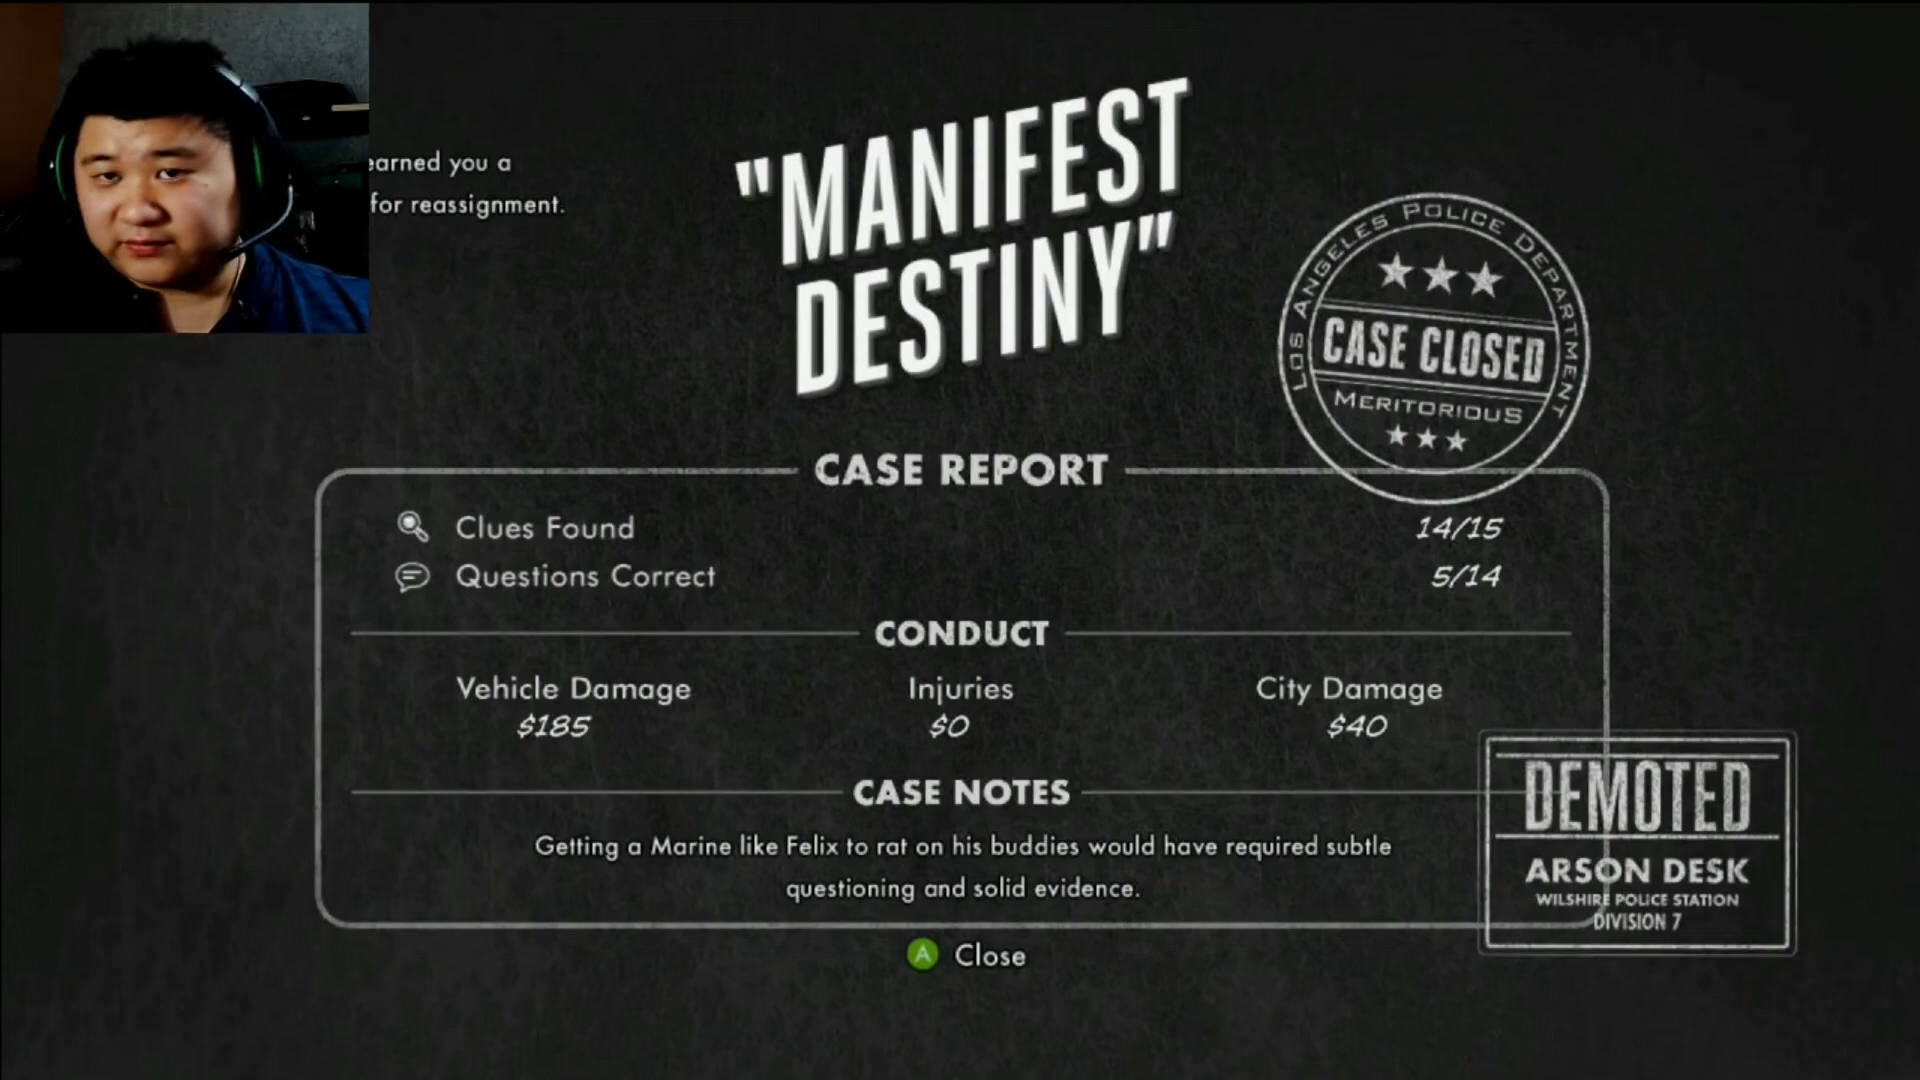 earned you a
for reassignment.
"MANIFEST
DESTINY"
LOS ANGELES POLICE DEPARTMENT
CASE CLOSED
MERITORIOUS
CASE REPORT
Clues Found 14/15
Questions Correct 5/14
CONDUCT
Vehicle Damage Injuries City Damage
$185 $0 $40
CASE NOTES
Getting a Marine like Felix to rat on his buddies would have required subtle
questioning and solid evidence.
DEMOTED
ARSON DESK
WILSHIRE POLICE STATION
DIVISION 7
A Close